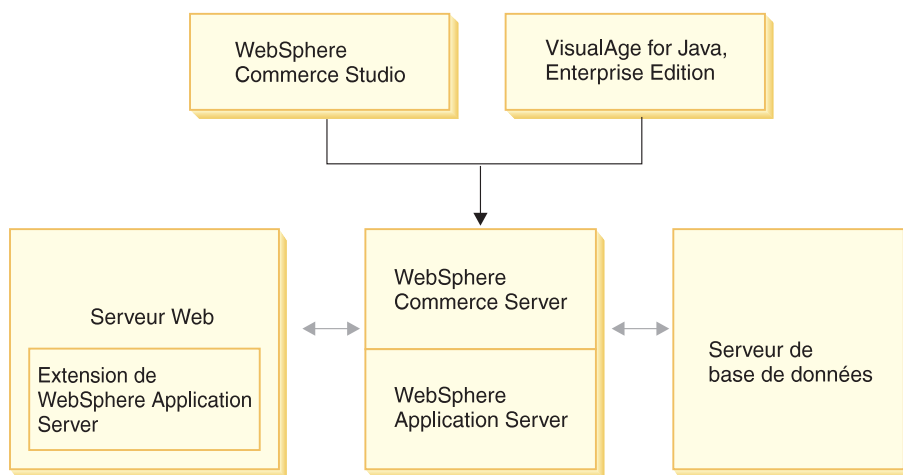 WebSphere
Commerce Studio
VisualAge for Java,
Enterprise Edition
Serveur Web
Extension de
WebSphere Application
Server
WebSphere
Commerce Server
WebSphere
Application Server
Serveur de
base de données